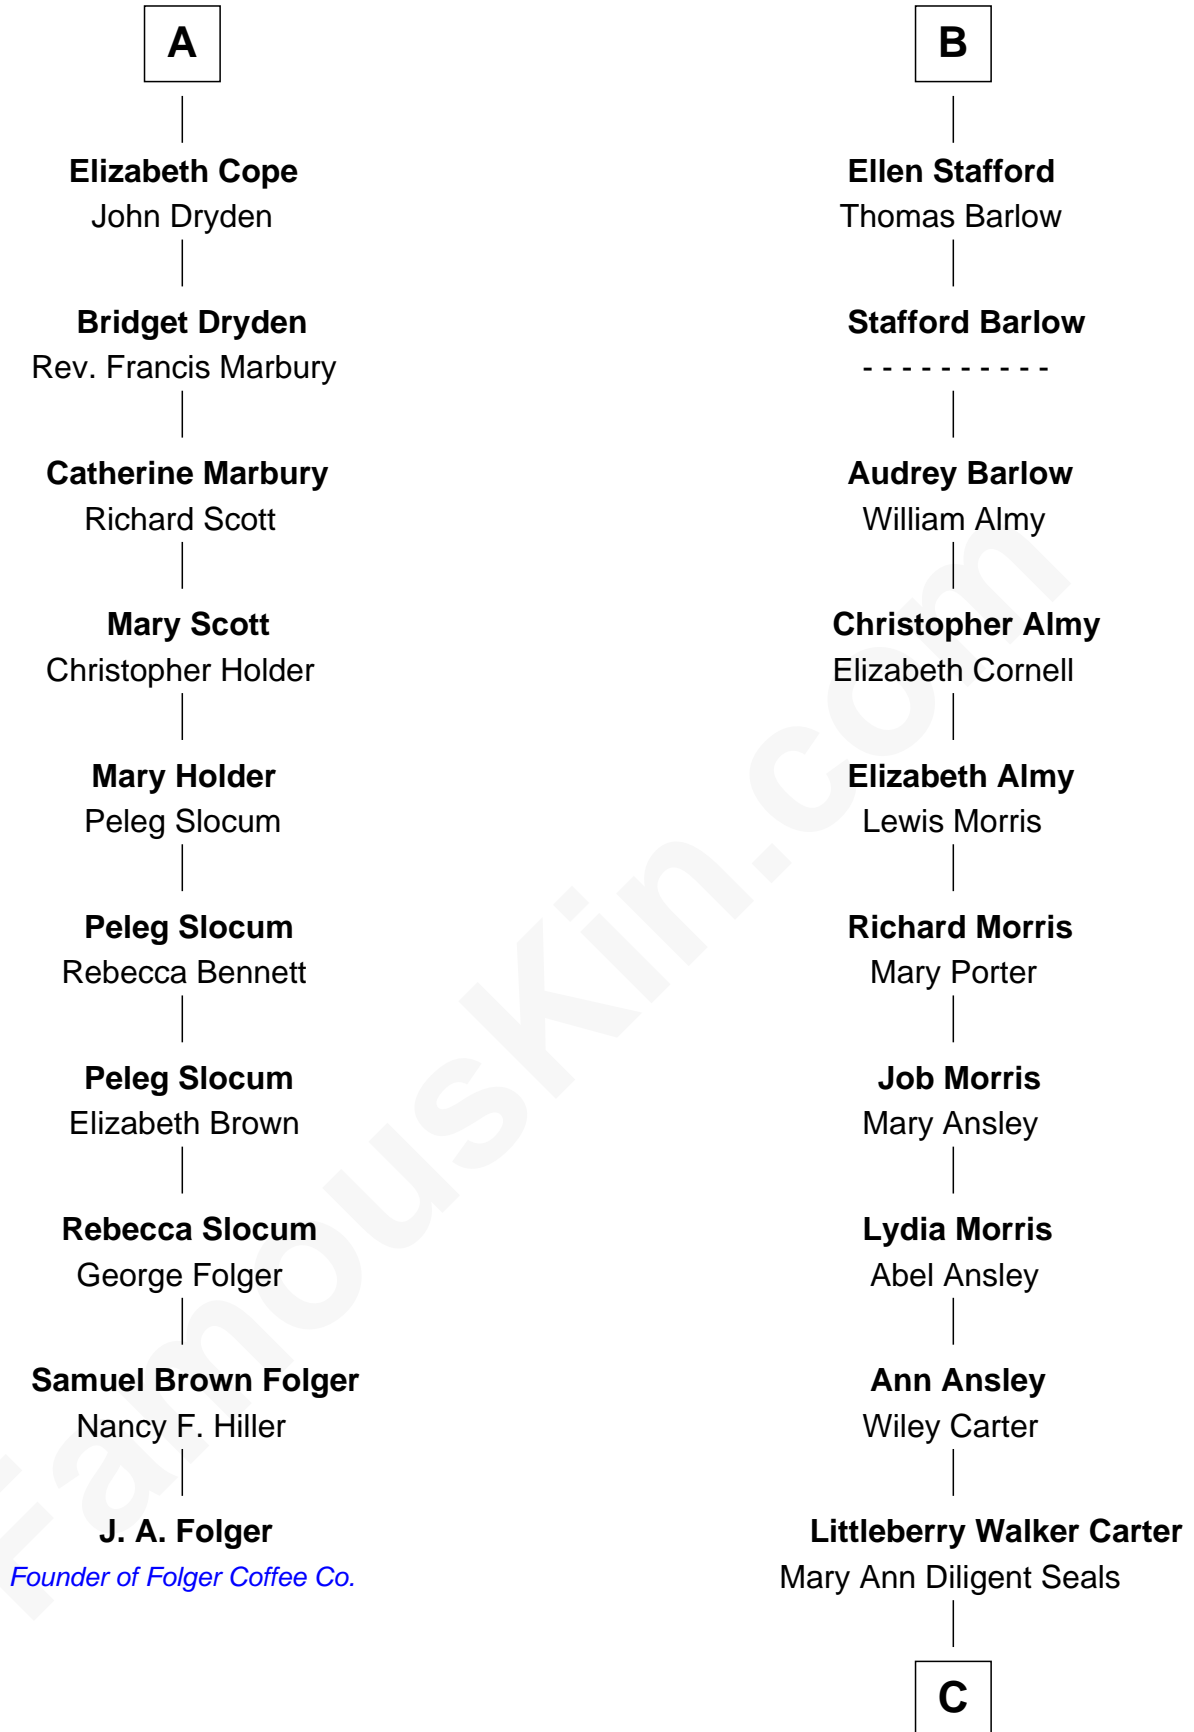 A
Elizabeth Cope
John Dryden
Bridget Dryden
Rev. Francis Marbury
Catherine Marbury
Richard Scott
Mary Scott
Christopher Holder
Mary Holder
Peleg Slocum
Peleg Slocum
Rebecca Bennett
Peleg Slocum
Elizabeth Brown
Rebecca Slocum
George Folger
Samuel Brown Folger
Nancy F. Hiller
J. A. Folger
Founder of Folger Coffee Co.
B
Ellen Stafford
Thomas Barlow
Stafford Barlow
- - - - - - - - - -
Audrey Barlow
William Almy
Christopher Almy
Elizabeth Cornell
Elizabeth Almy
Lewis Morris
Richard Morris
Mary Porter
Job Morris
Mary Ansley
Lydia Morris
Abel Ansley
Ann Ansley
Wiley Carter
Littleberry Walker Carter
Mary Ann Diligent Seals
C
FamousKin.com